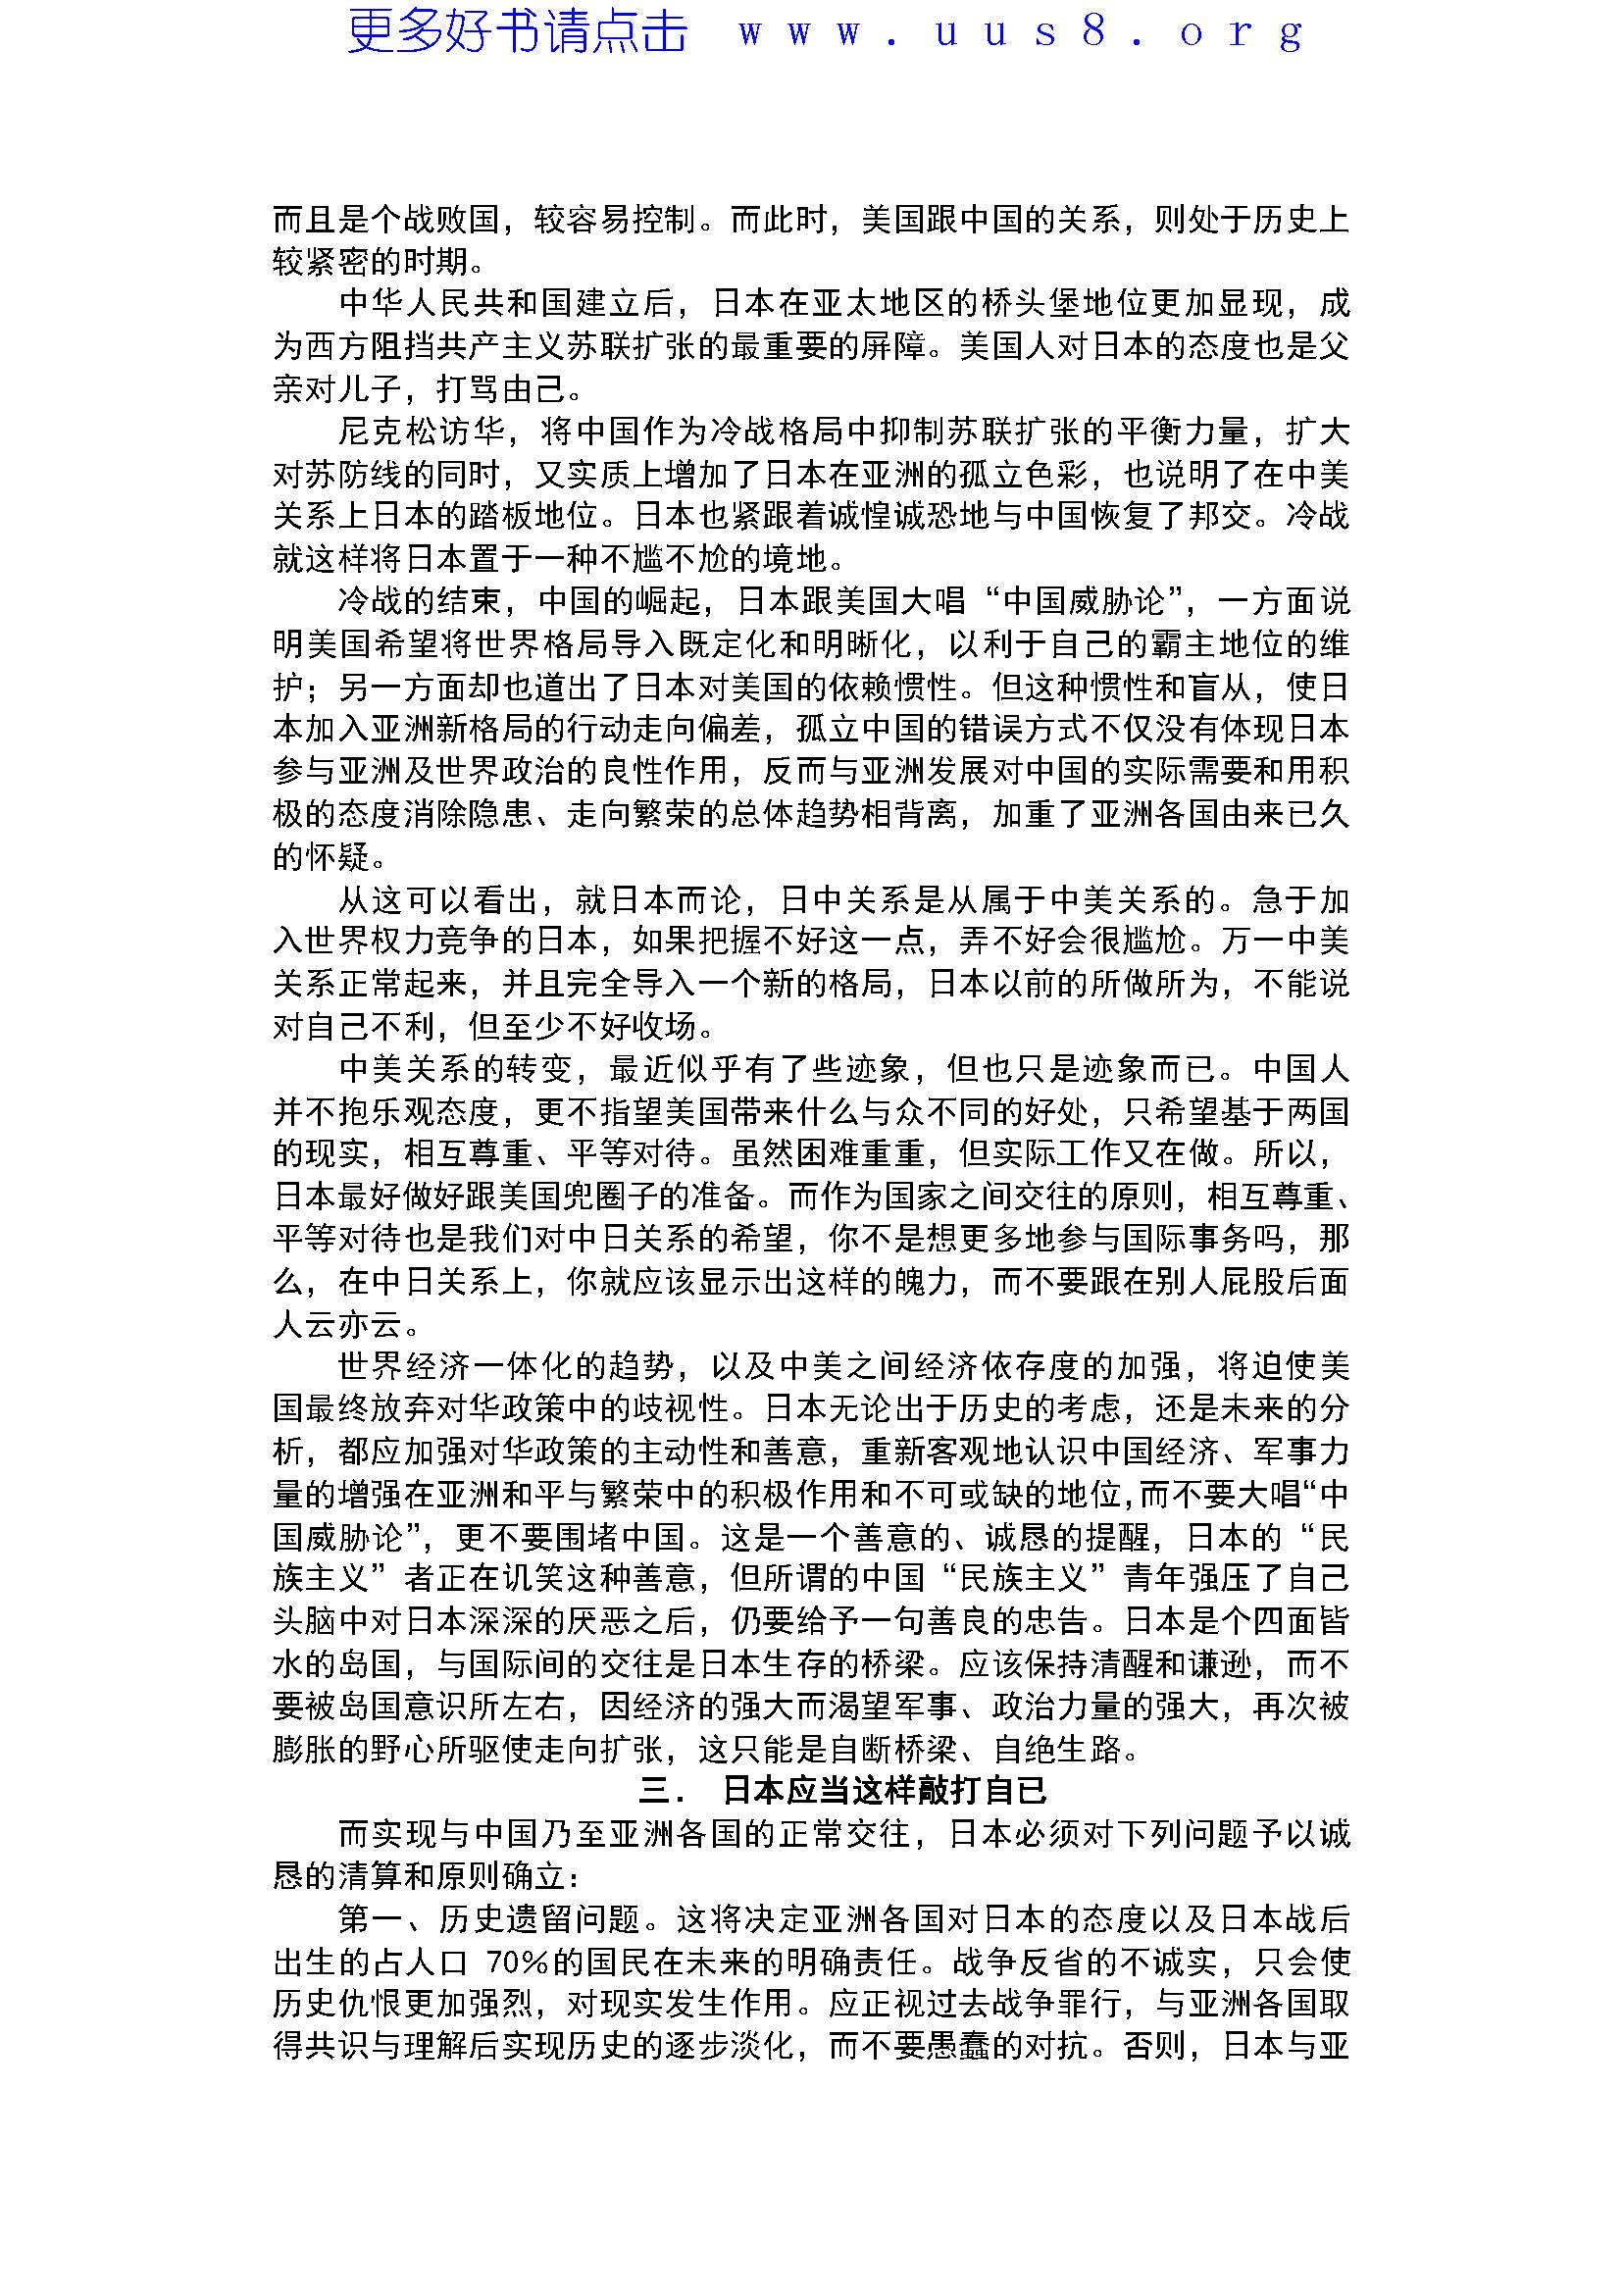 更多好书请点击 www.uus8.org
而且是个战败国，较容易控制。而此时，美国跟中国的关系，则处于历史上
较紧密的时期。
中华人民共和国建立后，日本在亚太地区的桥头堡地位更加显现，成
为西方阻挡共产主义苏联扩张的最重要的屏障。美国人对日本的态度也是父
亲对儿子，打骂由己。
尼克松访华，将中国作为冷战格局中抑制苏联扩张的平衡力量，扩大
对苏防线的同时，又实质上增加了日本在亚洲的孤立色彩，也说明了在中美
关系上日本的踏板地位。日本也紧跟着诚惶诚恐地与中国恢复了邦交。冷战
就这样将日本置于一种不尴不尬的境地。
冷战的结束，中国的崛起，日本跟美国大唱“中国威胁论”，一方面说
明美国希望将世界格局导入既定化和明晰化，以利于自己的霸主地位的维
护；另一方面却也道出了日本对美国的依赖惯性。但这种惯性和盲从，使日
本加入亚洲新格局的行动走向偏差，孤立中国的错误方式不仅没有体现日本
参与亚洲及世界政治的良性作用，反而与亚洲发展对中国的实际需要和用积
极的态度消除隐患、走向繁荣的总体趋势相背离，加重了亚洲各国由来已久
的怀疑。
从这可以看出，就日本而论，日中关系是从属于中美关系的。急于加
入世界权力竞争的日本，如果把握不好这一点，弄不好会很尴尬。万一中美
关系正常起来，并且完全导入一个新的格局，日本以前的所做所为，不能说
对自己不利，但至少不好收场。
中美关系的转变，最近似乎有了些迹象，但也只是迹象而已。中国人
并不抱乐观态度，更不指望美国带来什么与众不同的好处，只希望基于两国
的现实，相互尊重、平等对待。虽然困难重重，但实际工作又在做。所以，
日本最好做好跟美国兜圈子的准备。而作为国家之间交往的原则，相互尊重、
平等对待也是我们对中日关系的希望，你不是想更多地参与国际事务吗，那
么，在中日关系上，你就应该显示出这样的魄力，而不要跟在别人屁股后面
人云亦云。
世界经济一体化的趋势，以及中美之间经济依存度的加强，将迫使美
国最终放弃对华政策中的歧视性。日本无论出于历史的考虑，还是未来的分
析，都应加强对华政策的主动性和善意，重新客观地认识中国经济、军事力
量的增强在亚洲和平与繁荣中的积极作用和不可或缺的地位，而不要大唱“中
国威胁论”，更不要围堵中国。这是一个善意的、诚恳的提醒，日本的“民
族主义”者正在讥笑这种善意，但所谓的中国“民族主义”青年强压了自己
头脑中对日本深深的厌恶之后，仍要给予一句善良的忠告。日本是个四面皆
水的岛国，与国际间的交往是日本生存的桥梁。应该保持清醒和谦逊，而不
要被岛国意识所左右，因经济的强大而渴望军事、政治力量的强大，再次被
膨胀的野心所驱使走向扩张，这只能是自断桥梁、自绝生路。
三． 日本应当这样敲打自已
而实现与中国乃至亚洲各国的正常交往，日本必须对下列问题予以诚
恳的清算和原则确立：
第一、历史遗留问题。这将决定亚洲各国对日本的态度以及日本战后
出生的占人口 70％的国民在未来的明确责任。战争反省的不诚实，只会使
历史仇恨更加强烈，对现实发生作用。应正视过去战争罪行，与亚洲各国取
得共识与理解后实现历史的逐步淡化，而不要愚蠢的对抗。否则，日本与亚